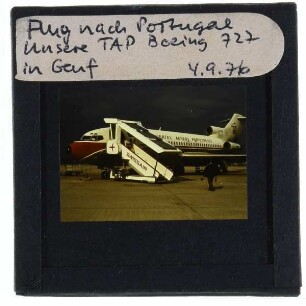 Flug nach Portugal
unsere TAP Boeing 727
in Genf 4.9.76